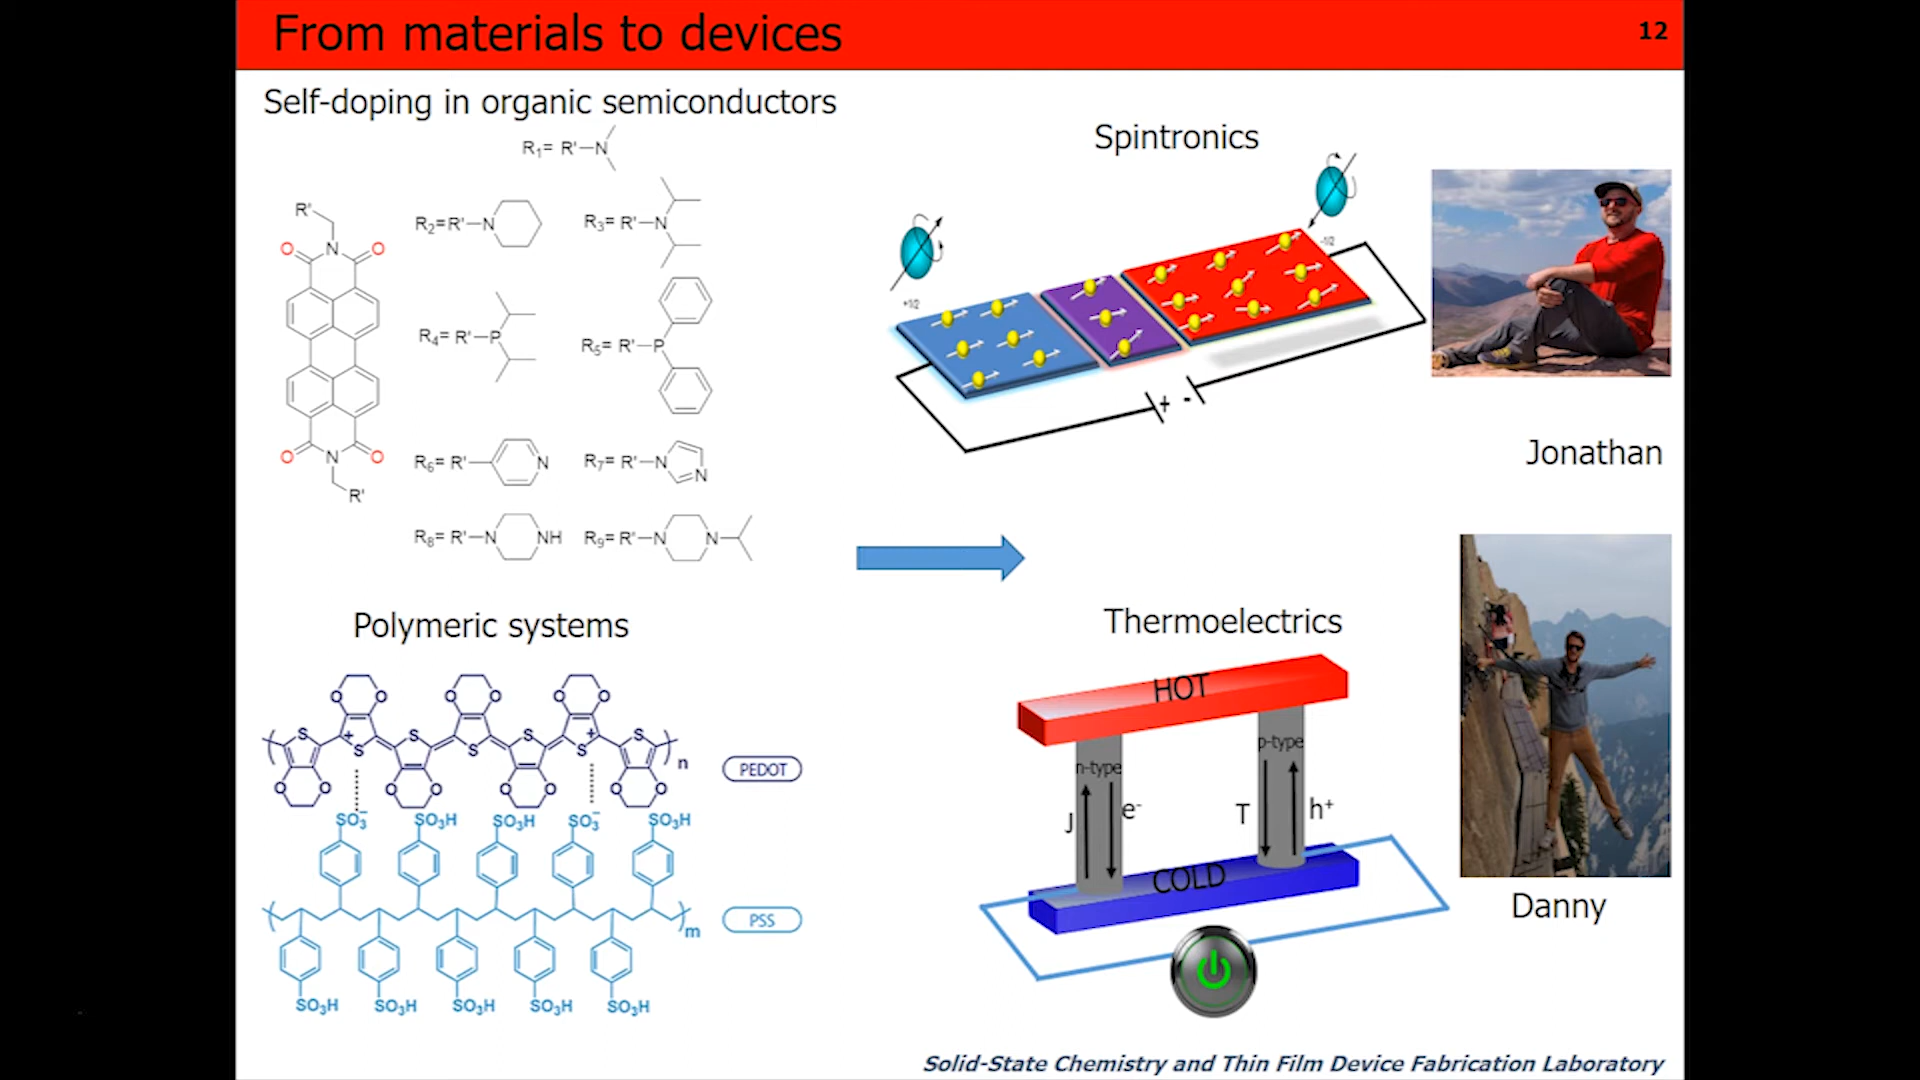 From materials to devices
12
Self-doping in organic semiconductors
R₁= R'—N
R'
O N O
R₂=R'—N
R₃= R'—N
R₄= R'—P
R₅= R'—P
O N O
R'
R₆= R'— N
R₇= R'—N N
R₈= R'—N NH
R₉= R'—N N
Polymeric systems
O O O O O O
S + S S S S S + S
n
O O O O O O O O
PEDOT
SO₃⁻ SO₃H SO₃H SO₃⁻ SO₃H
m
PSS
SO₃H SO₃H SO₃H SO₃H SO₃H
Spintronics
+1/2
-1/2
+ -
Jonathan
Thermoelectrics
HOT
n-type
p-type
J
e⁻
T
h⁺
COLD
Danny
Solid-State Chemistry and Thin Film Device Fabrication Laboratory